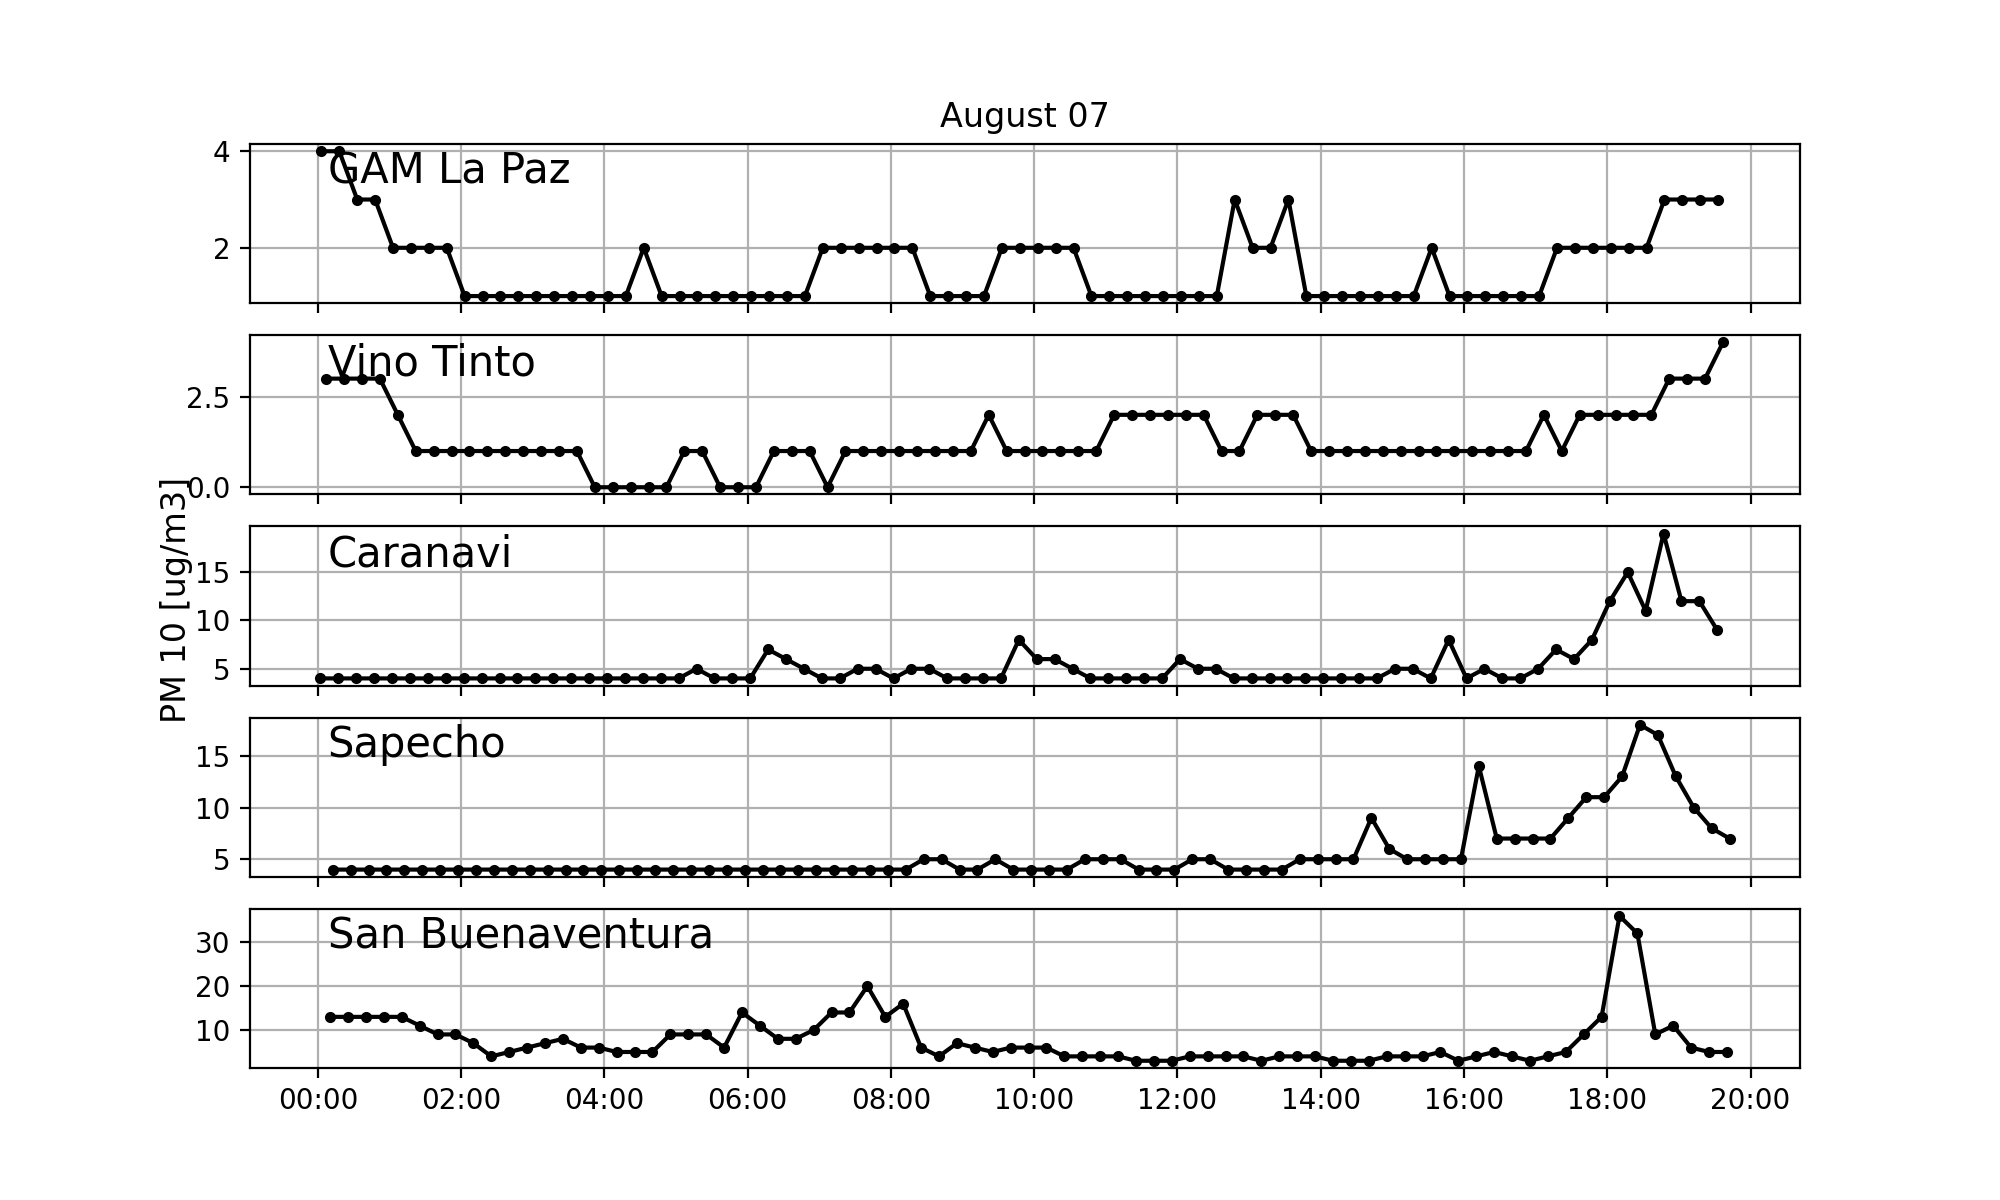 August 07
PM 10 [ug/m3]
GAM La Paz
4
2
Vino Tinto
2.5
0.0
Caranavi
15
10
5
Sapecho
15
10
5
San Buenaventura
30
20
10
00:00 02:00 04:00 06:00 08:00 10:00 12:00 14:00 16:00 18:00 20:00